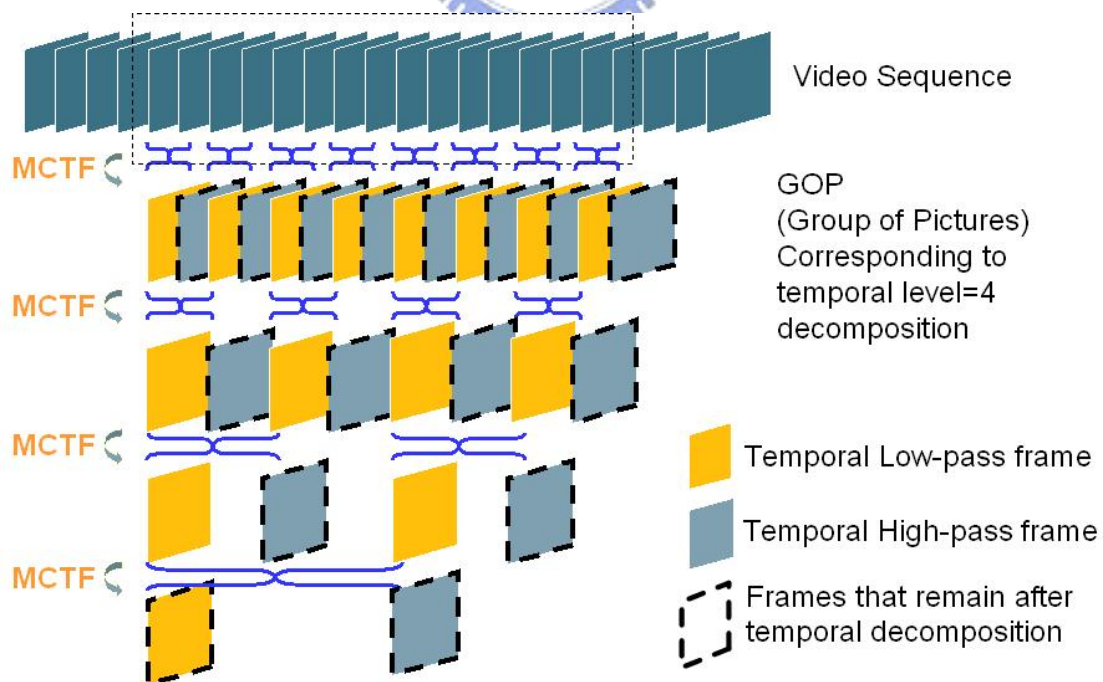 Video Sequence
MCTF
GOP
(Group of Pictures)
Corresponding to
temporal level=4
decomposition
MCTF
MCTF
Temporal Low-pass frame
Temporal High-pass frame
MCTF
Frames that remain after
temporal decomposition